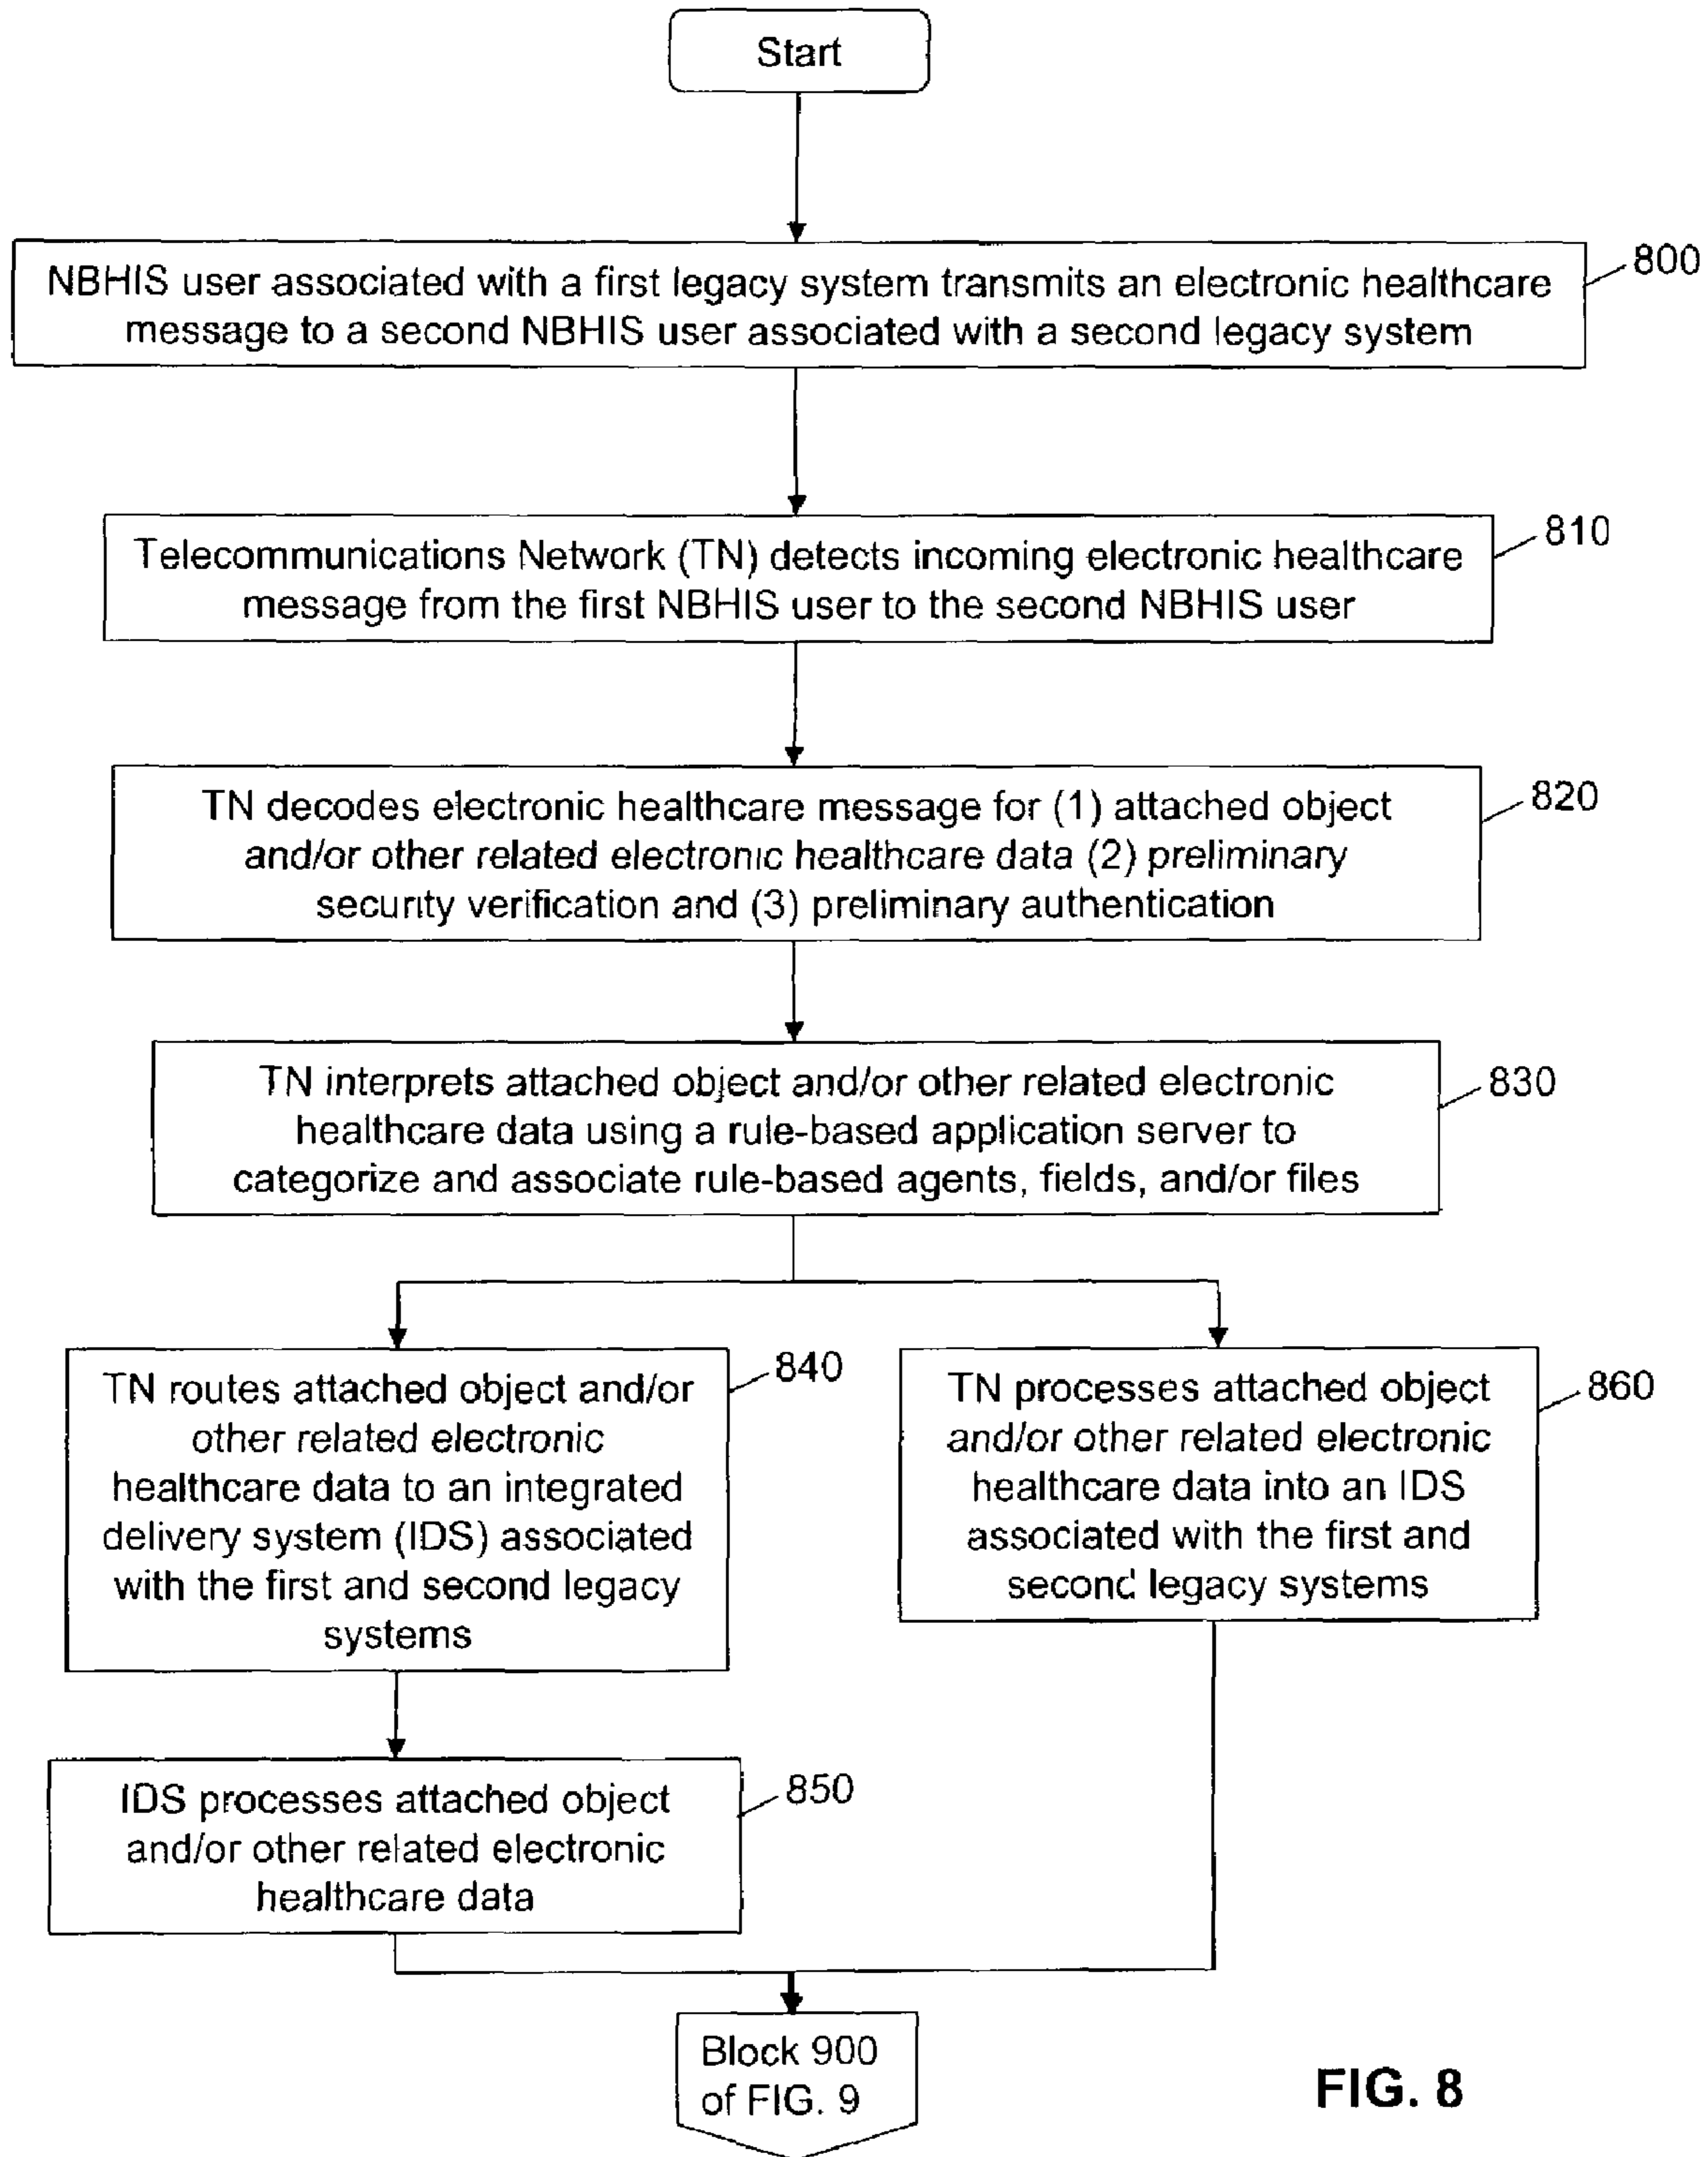 Start
NBHIS user associated with a first legacy system transmits an electronic healthcare
message to a second NBHIS user associated with a second legacy system
800
Telecommunications Network (TN) detects incoming electronic healthcare
message from the first NBHIS user to the second NBHIS user
810
TN decodes electronic healthcare message for (1) attached object
and/or other related electronic healthcare data (2) preliminary
security verification and (3) preliminary authentication
820
TN interprets attached object and/or other related electronic
healthcare data using a rule-based application server to
categorize and associate rule-based agents, fields, and/or files
830
TN routes attached object and/or
other related electronic
healthcare data to an integrated
delivery system (IDS) associated
with the first and second legacy
systems
840
TN processes attached object
and/or other related electronic
healthcare data into an IDS
associated with the first and
second legacy systems
860
IDS processes attached object
and/or other related electronic
healthcare data
850
Block 900
of FIG. 9
FIG. 8